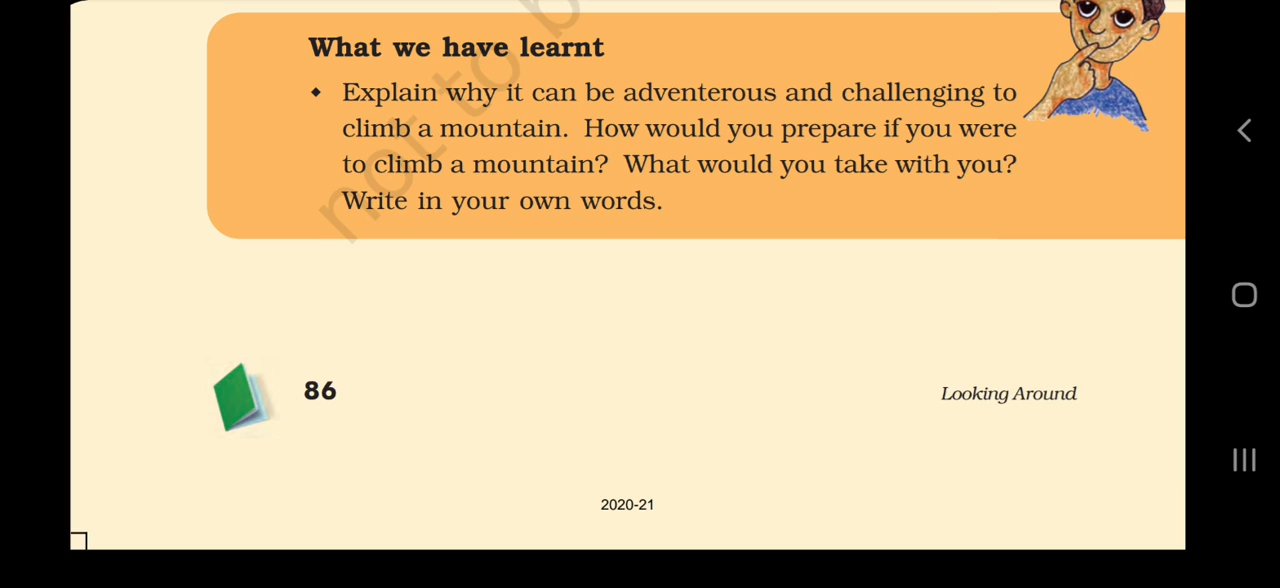 What we have learnt
◆ Explain why it can be adventerous and challenging to
climb a mountain. How would you prepare if you were
to climb a mountain? What would you take with you?
Write in your own words.
not to b
86
Looking Around
2020-21